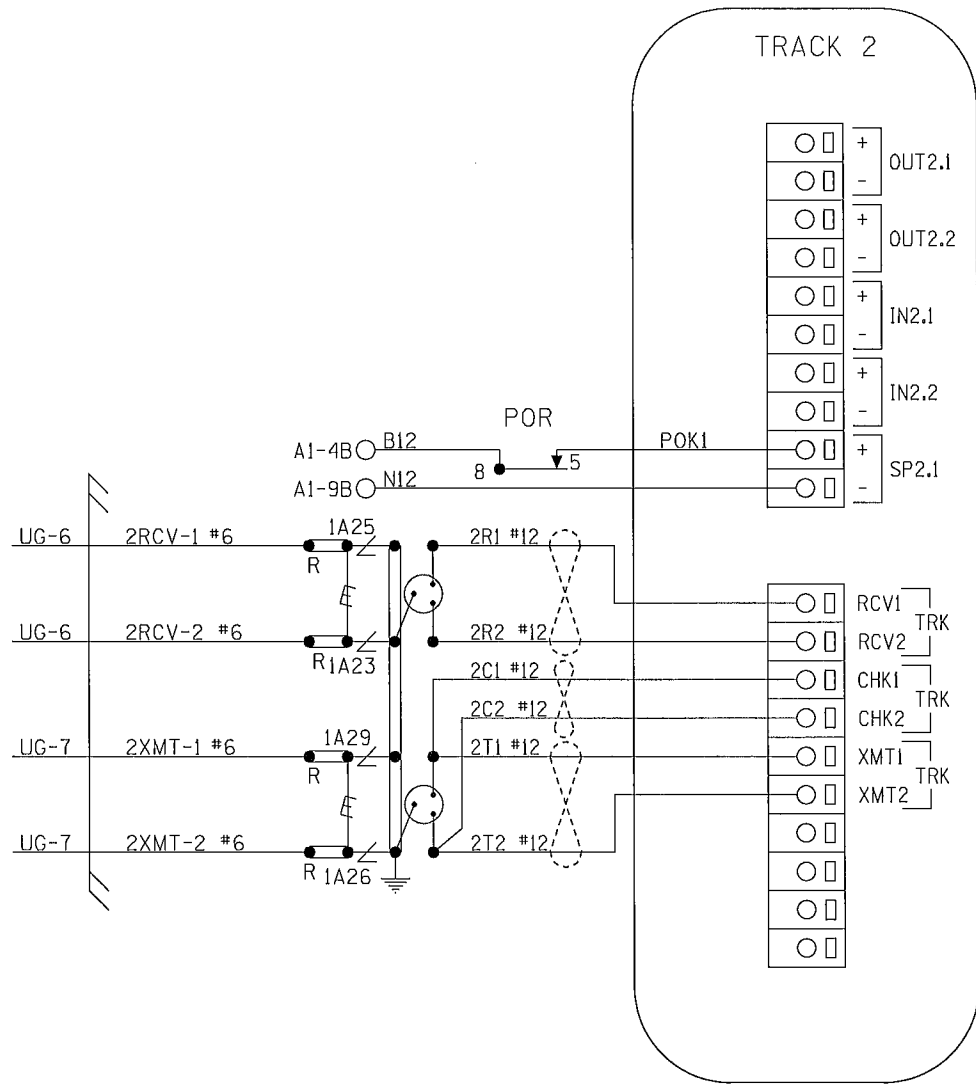 TRACK 2
+
OUT2.1
-
+
OUT2.2
-
+
IN2.1
-
+
IN2.2
-
POR
A1-4B B12
8 5
POK1
+
SP2.1
A1-9B N12
-
UG-6 2RCV-1 #6 1A25 2R1 #12
R
E
RCV1
TRK
UG-6 2RCV-2 #6 2R2 #12 RCV2
R 1A23
2C1 #12 CHK1
TRK
2C2 #12 CHK2
UG-7 2XMT-1 #6 1A29 2T1 #12 XMT1
R
TRK
E
XMT2
UG-7 2XMT-2 #6 2T2 #12
R 1A26